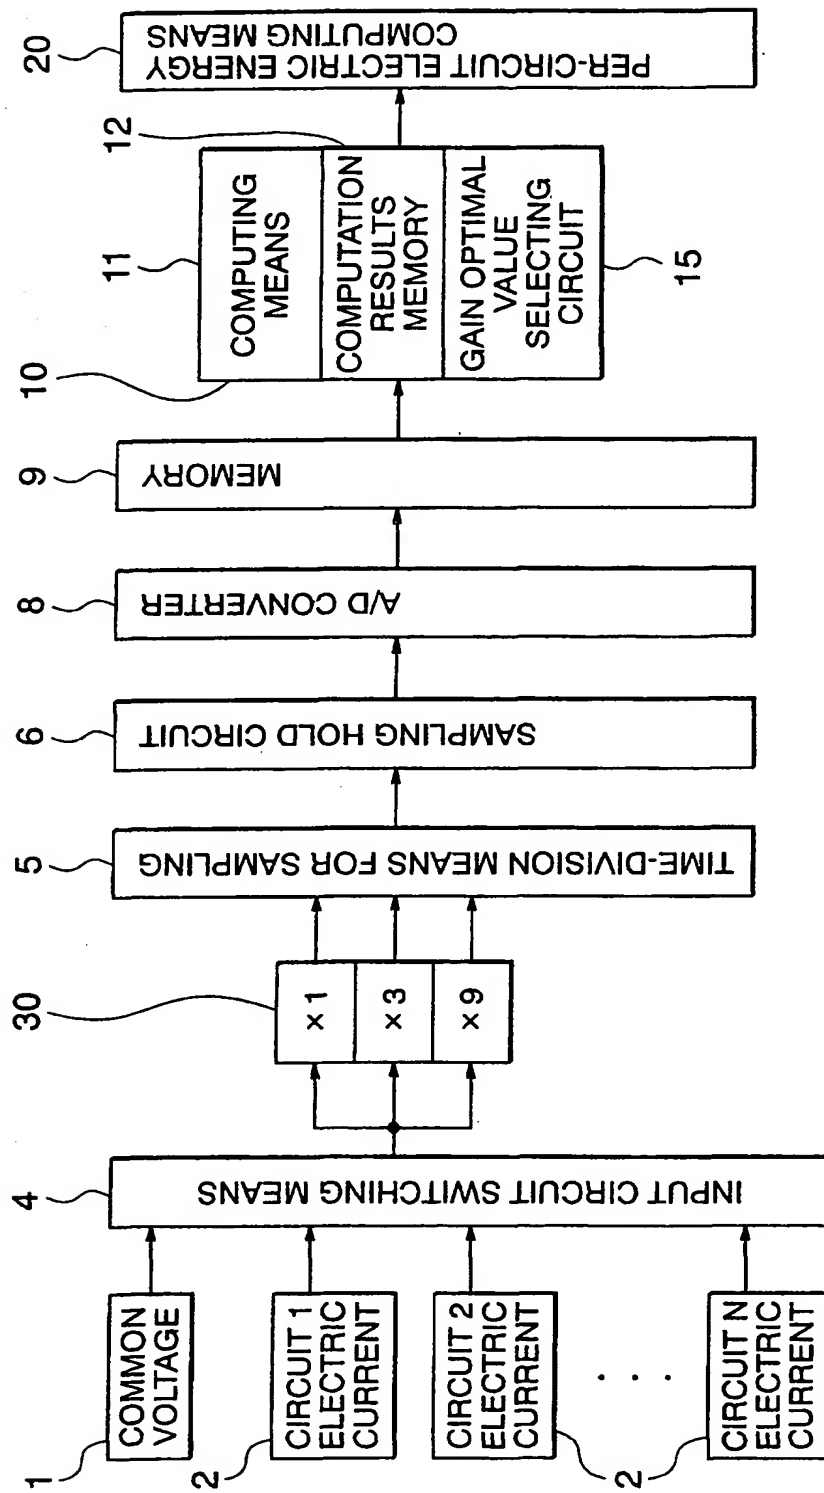 1
COMMON
VOLTAGE
2
CIRCUIT 1
ELECTRIC
CURRENT
CIRCUIT 2
ELECTRIC
CURRENT
2
. . .
CIRCUIT N
ELECTRIC
CURRENT
4
INPUT CIRCUIT SWITCHING MEANS
30
× 1
× 3
× 9
5
TIME-DIVISION MEANS FOR SAMPLING
6
SAMPLING HOLD CIRCUIT
8
A/D CONVERTER
9
MEMORY
10
11
COMPUTING
MEANS
12
COMPUTATION
RESULTS
MEMORY
GAIN OPTIMAL
VALUE
SELECTING
CIRCUIT
15
20
PER-CIRCUIT ELECTRIC ENERGY
COMPUTING MEANS